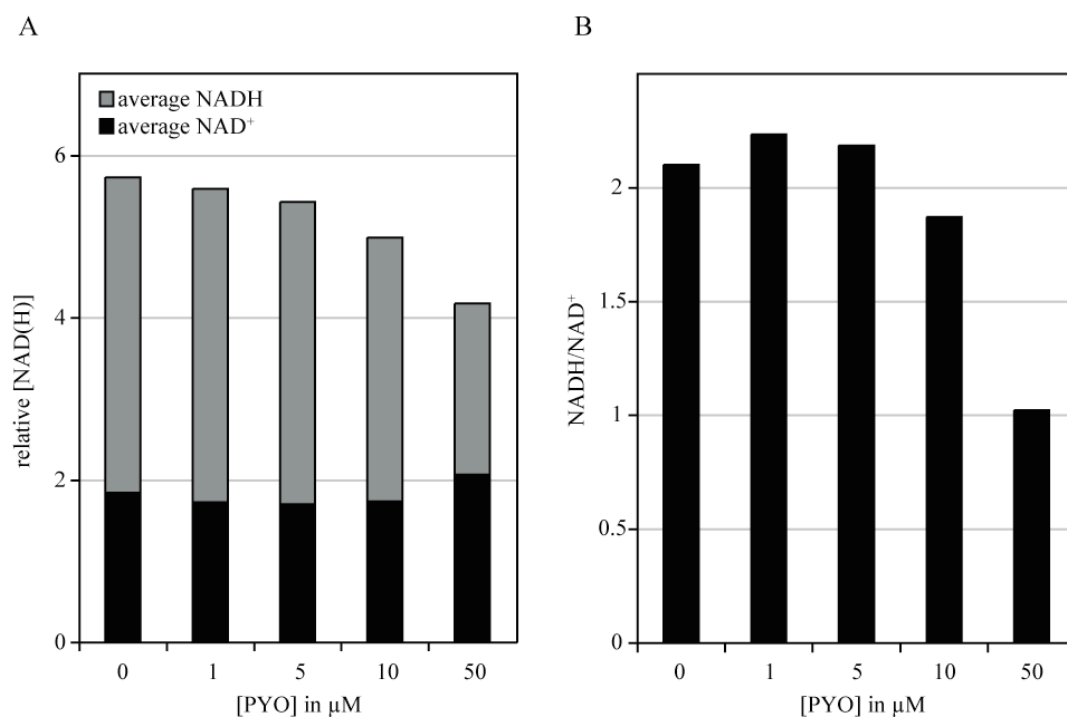 A
average NADH
average NAD⁺
6
4
2
0
relative [NAD(H)]
0 1 5 10 50
[PYO] in µM
B
2
1.5
1
0.5
0
NADH/NAD⁺
0 1 5 10 50
[PYO] in µM